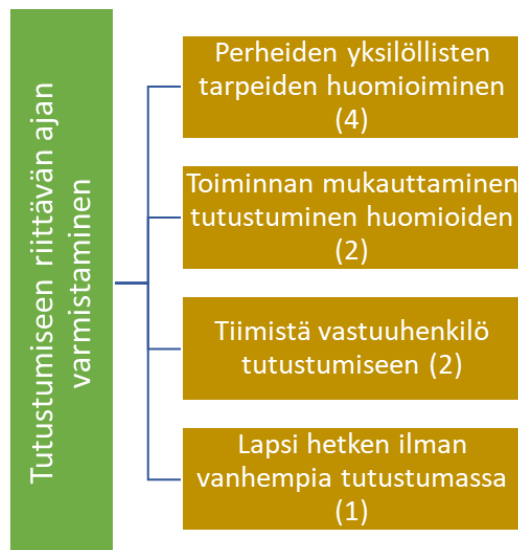 Tutustumiseen riittävän ajan
varmistaminen
Perheiden yksilöllisten
tarpeiden huomioiminen
(4)
Toiminnan mukauttaminen
tutustuminen huomioiden
(2)
Tiimistä vastuuhenkilö
tutustumiseen (2)
Lapsi hetken ilman
vanhempia tutustumassa
(1)